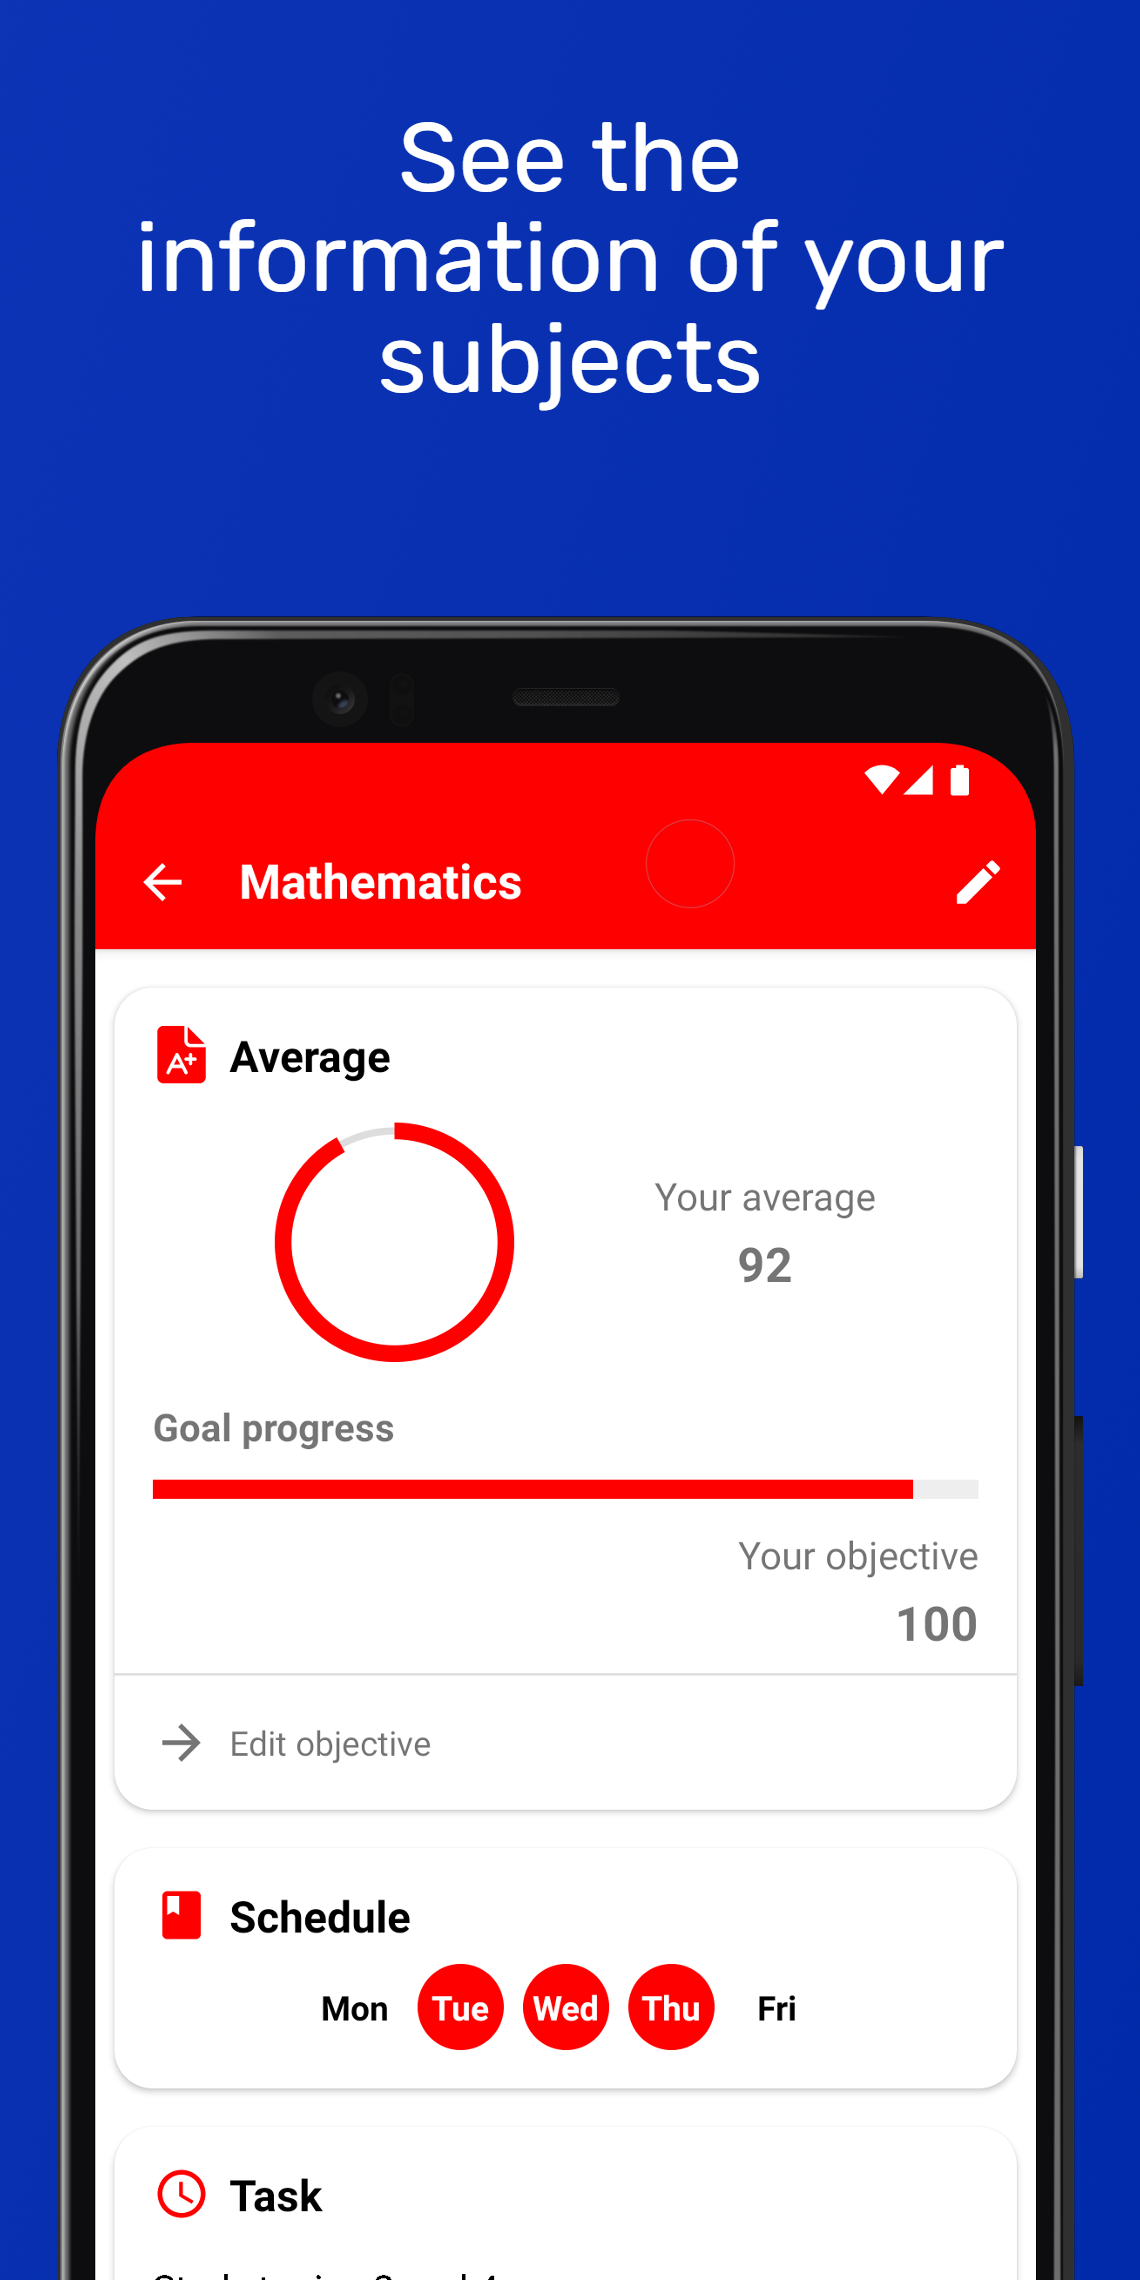 See the
information of your
subjects
Mathematics
A+
Average
Your average
92
Goal progress
Your objective
100
Edit objective
Schedule
Mon Tue Wed Thu Fri
Task